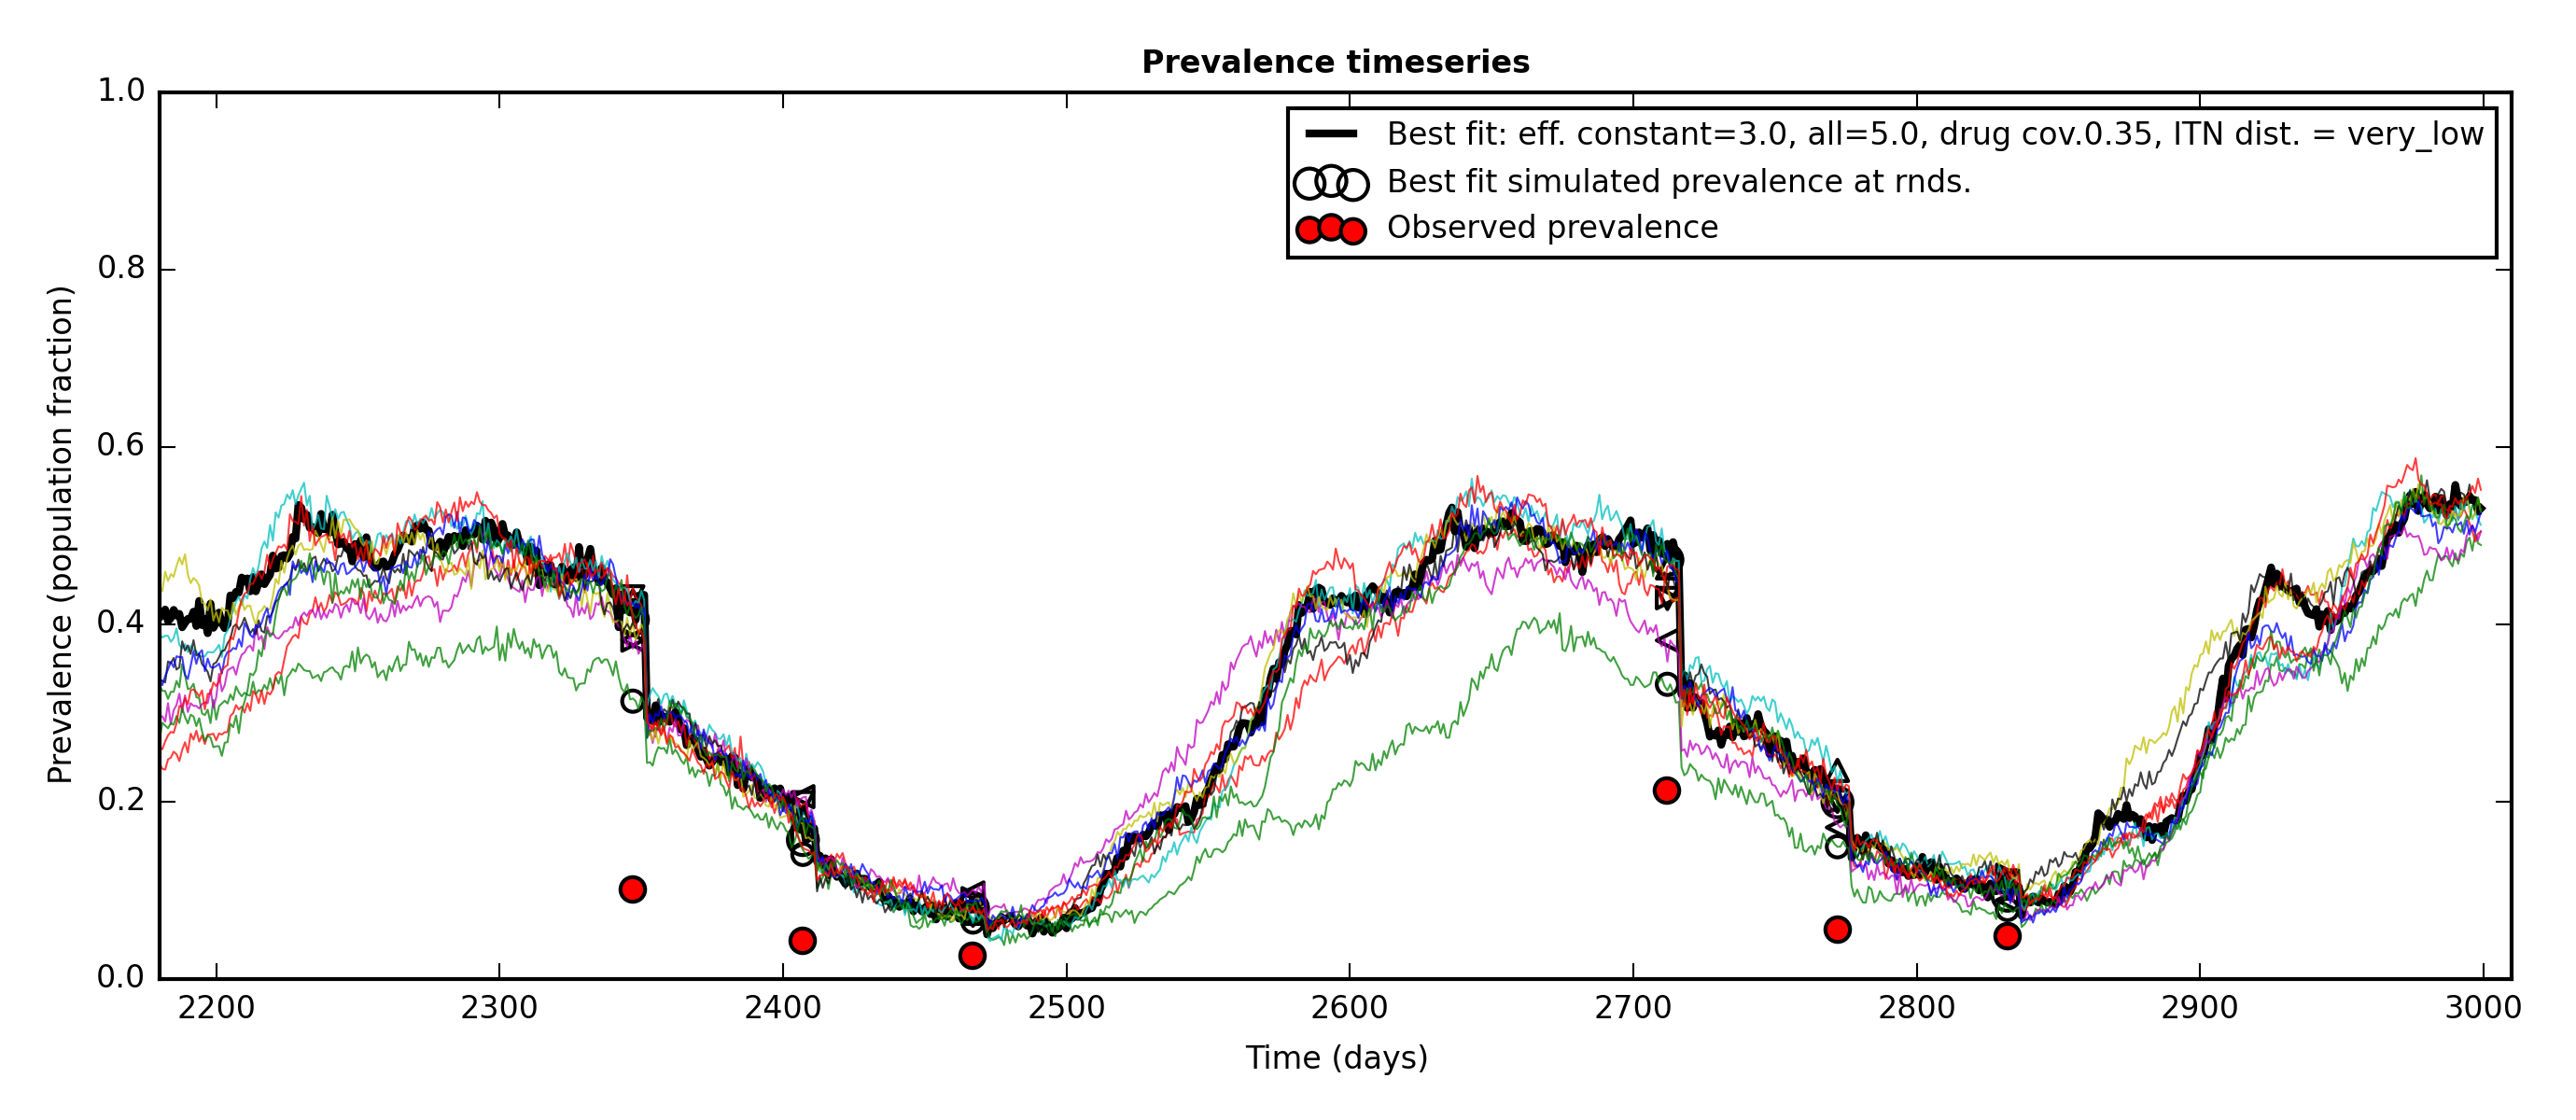 Prevalence timeseries
1.0
0.8
0.6
0.4
0.2
0.0
Prevalence (population fraction)
Best fit: eff. constant=3.0, all=5.0, drug cov.0.35, ITN dist. = very_low
Best fit simulated prevalence at rnds.
Observed prevalence
2200 2300 2400 2500 2600 2700 2800 2900 3000
Time (days)